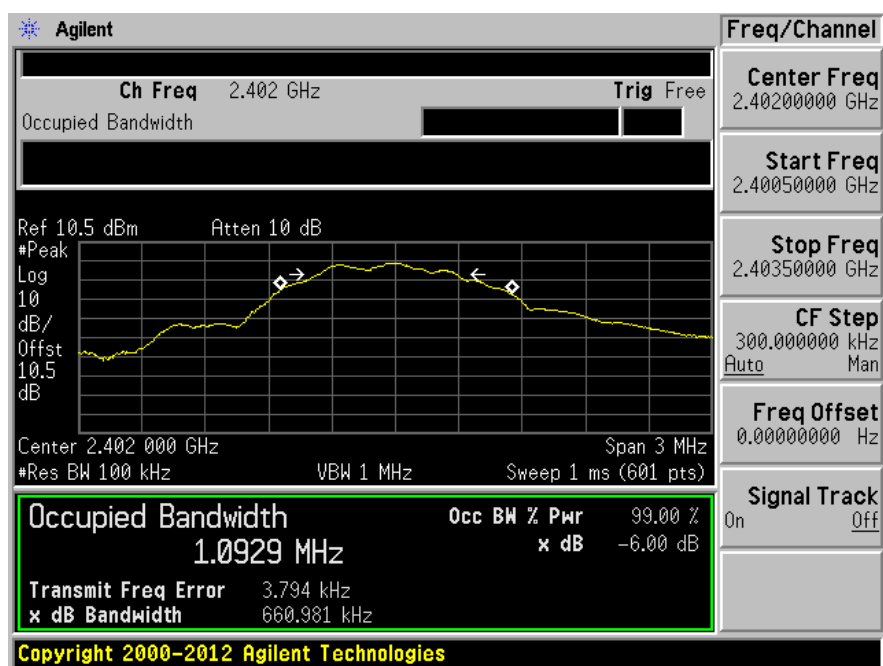 Agilent
Freq/Channel
Ch Freq 2.402 GHz Trig Free
Occupied Bandwidth
Center Freq
2.40200000 GHz
Start Freq
2.40050000 GHz
Stop Freq
2.40350000 GHz
CF Step
300.000000 kHz
Auto Man
Freq Offset
0.00000000 Hz
Signal Track
On Off
Ref 10.5 dBm Atten 10 dB
#Peak
Log
10
dB/
Offst
10.5
dB
Center 2.402 000 GHz Span 3 MHz
#Res BW 100 kHz VBW 1 MHz Sweep 1 ms (601 pts)
Occupied Bandwidth Occ BW % Pwr 99.00 %
1.0929 MHz x dB -6.00 dB
Transmit Freq Error 3.794 kHz
x dB Bandwidth 660.981 kHz
Copyright 2000-2012 Agilent Technologies